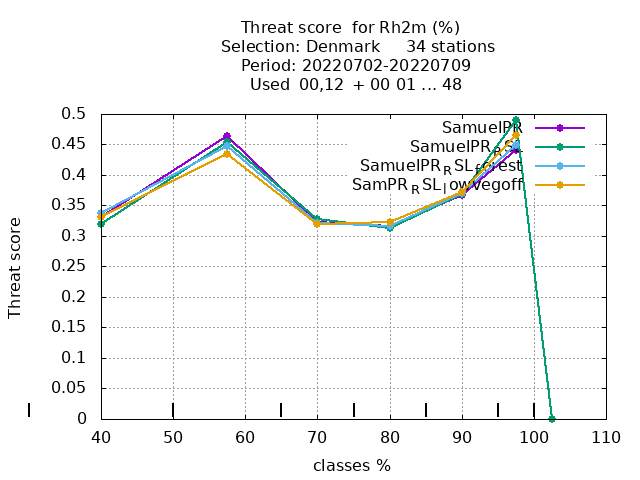 Threat score  for Rh2m (%)
Selection: Denmark     34 stations
Period: 20220702-20220709
Used  00,12  + 00 01 ... 48
0.5
0.45
0.4
0.35
0.3
0.25
0.2
0.15
0.1
0.05
0
Threat score
SamuelPR
SamuelPR_RSL
SamuelPR_RSL
SamPR_RSL_lowvegoff
40 50 60 70 80 90 100 110
classes %